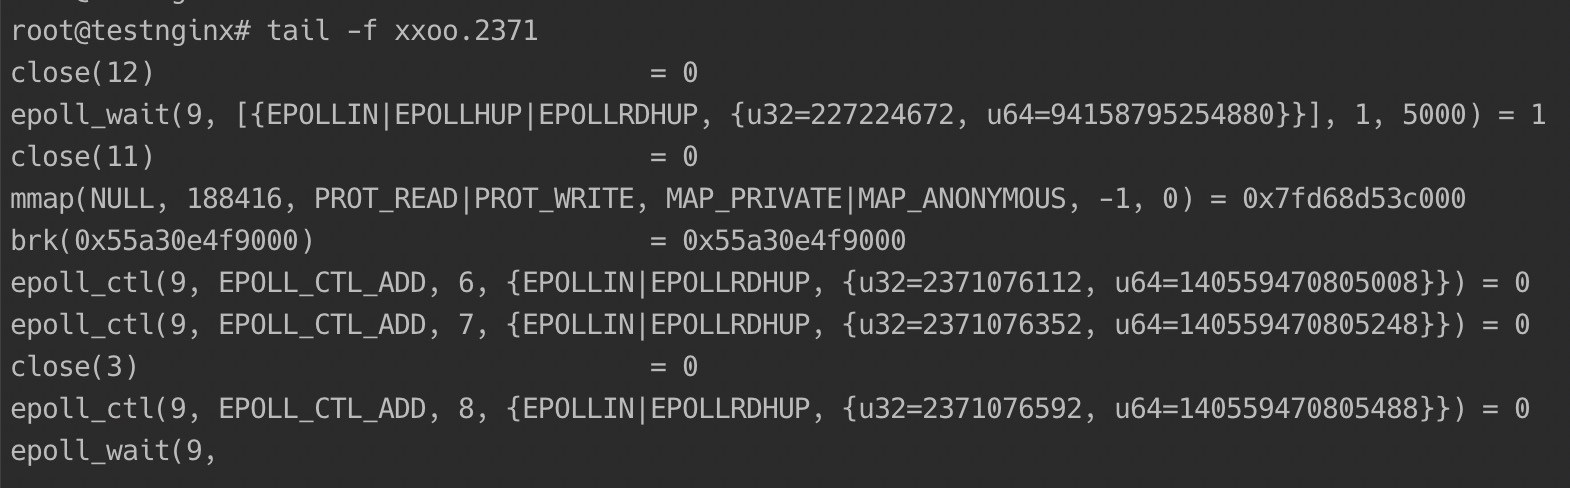 root@testnginx# tail -f xxoo.2371
close(12)                               = 0
epoll_wait(9, [{EPOLLIN|EPOLLHUP|EPOLLRDHUP, {u32=227224672, u64=94158795254880}}], 1, 5000) = 1
close(11)                               = 0
mmap(NULL, 188416, PROT_READ|PROT_WRITE, MAP_PRIVATE|MAP_ANONYMOUS, -1, 0) = 0x7fd68d53c000
brk(0x55a30e4f9000)                     = 0x55a30e4f9000
epoll_ctl(9, EPOLL_CTL_ADD, 6, {EPOLLIN|EPOLLRDHUP, {u32=2371076112, u64=140559470805008}}) = 0
epoll_ctl(9, EPOLL_CTL_ADD, 7, {EPOLLIN|EPOLLRDHUP, {u32=2371076352, u64=140559470805248}}) = 0
close(3)                                = 0
epoll_ctl(9, EPOLL_CTL_ADD, 8, {EPOLLIN|EPOLLRDHUP, {u32=2371076592, u64=140559470805488}}) = 0
epoll_wait(9,